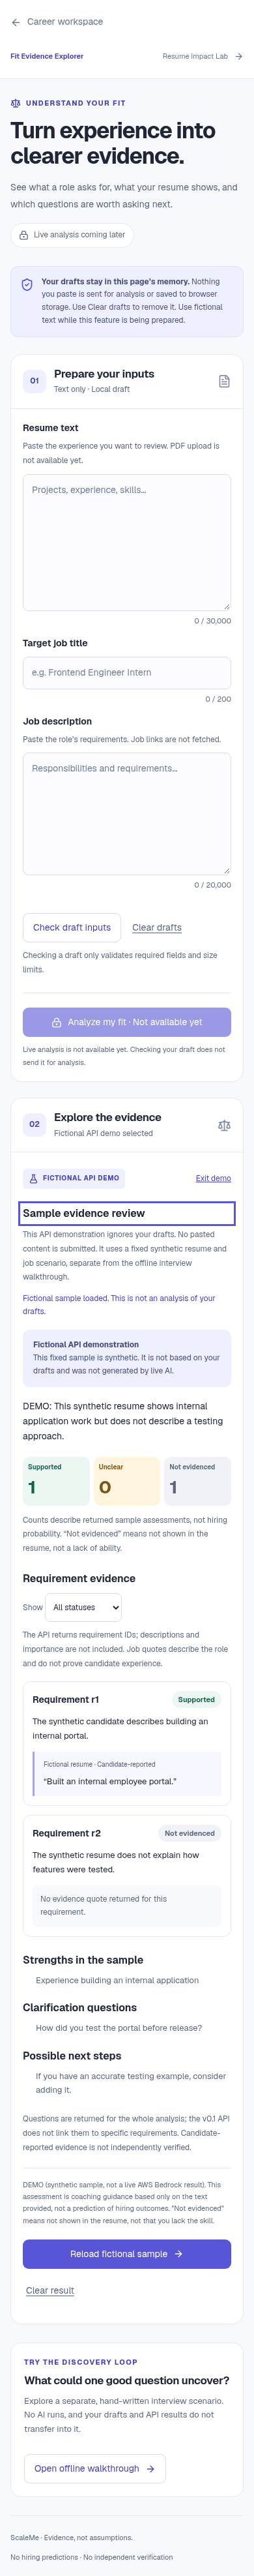 Career workspace
Fit Evidence Explorer
Resume Impact Lab
UNDERSTAND YOUR FIT
Turn experience into
clearer evidence.
See what a role asks for, what your resume shows, and
which questions are worth asking next.
Live analysis coming later
Your drafts stay in this page's memory. Nothing
you paste is sent for analysis or saved to browser
storage. Use Clear drafts to remove it. Use fictional
text while this feature is being prepared.
01
Prepare your inputs
Text only · Local draft
Resume text
Paste the experience you want to review. PDF upload is
not available yet.
Projects, experience, skills...
0 / 30,000
Target job title
e.g. Frontend Engineer Intern
0 / 200
Job description
Paste the role's requirements. Job links are not fetched.
Responsibilities and requirements...
0 / 20,000
Check draft inputs
Clear drafts
Checking a draft only validates required fields and size
limits.
Analyze my fit · Not available yet
Live analysis is not available yet. Checking your draft does not
send it for analysis.
02
Explore the evidence
Fictional API demo selected
FICTIONAL API DEMO
Exit demo
Sample evidence review
This API demonstration ignores your drafts. No pasted
content is submitted. It uses a fixed synthetic resume and
job scenario, separate from the offline interview
walkthrough.
Fictional sample loaded. This is not an analysis of your
drafts.
Fictional API demonstration
This fixed sample is synthetic. It is not based on your
drafts and was not generated by live AI.
DEMO: This synthetic resume shows internal
application work but does not describe a testing
approach.
Supported
1
Unclear
0
Not evidenced
1
Counts describe returned sample assessments, not hiring
probability. "Not evidenced" means not shown in the
resume, not a lack of ability.
Requirement evidence
Show
All statuses
The API returns requirement IDs; descriptions and
importance are not included. Job quotes describe the role
and do not prove candidate experience.
Requirement r1
Supported
The synthetic candidate describes building an
internal portal.
Fictional resume · Candidate-reported
"Built an internal employee portal."
Requirement r2
Not evidenced
The synthetic resume does not explain how
features were tested.
No evidence quote returned for this
requirement.
Strengths in the sample
Experience building an internal application
Clarification questions
How did you test the portal before release?
Possible next steps
If you have an accurate testing example, consider
adding it.
Questions are returned for the whole analysis; the v0.1 API
does not link them to specific requirements. Candidate-
reported evidence is not independently verified.
DEMO (synthetic sample, not a live AWS Bedrock result). This
assessment is coaching guidance based only on the text
provided, not a prediction of hiring outcomes. "Not evidenced"
means not shown in the resume, not that you lack the skill.
Reload fictional sample
Clear result
TRY THE DISCOVERY LOOP
What could one good question uncover?
Explore a separate, hand-written interview scenario.
No AI runs, and your drafts and API results do not
transfer into it.
Open offline walkthrough
ScaleMe · Evidence, not assumptions.
No hiring predictions · No independent verification